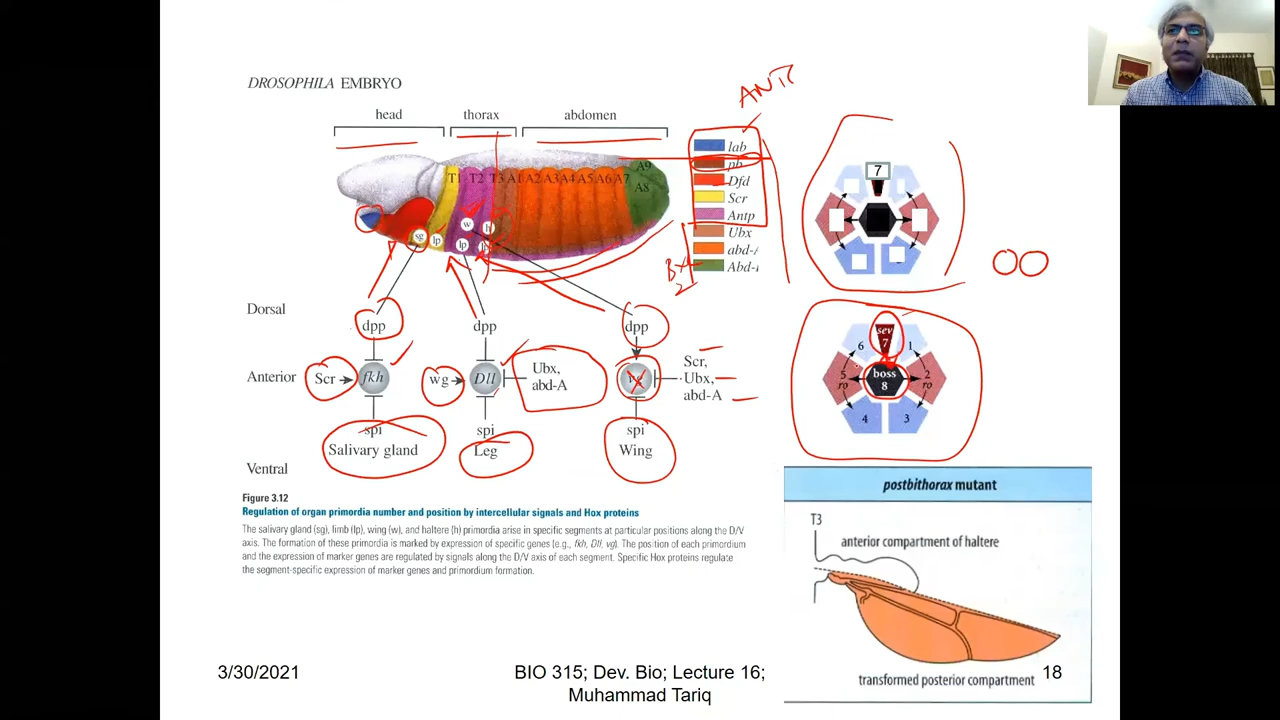 DROSOPHILA EMBRYO
head thorax abdomen
ANT
lab
pb
Dfd
Scr
Antp
Ubx
abd-
Abd-
T1 T2 T3 A1 A2 A3 A4 A5 A6 A7 A8 A9
sg lp w h
lp lp
7
Dorsal
dpp dpp dpp
Anterior
Scr fkh wg Dll Ubx,
abd-A
Scr,
Ubx,
abd-A
spi spi spi
Salivary gland Leg Wing
Ventral
sev
7
6 1
5 boss 2
ro 8 ro
4 3
Figure 3.12
Regulation of organ primordia number and position by intercellular signals and Hox proteins
The salivary gland (sg), limb (lp), wing (w), and haltere (h) primordia arise in specific segments at particular positions along the D/V
axis. The formation of these primordia is marked by expression of specific genes (e.g., fkh, Dll, vg). The position of each primordium
and the expression of marker genes are regulated by signals along the D/V axis of each segment. Specific Hox proteins regulate
the segment-specific expression of marker genes and primordium formation.
postbithorax mutant
T3
anterior compartment of haltere
transformed posterior compartment
3/30/2021
BIO 315; Dev. Bio; Lecture 16;
Muhammad Tariq
18